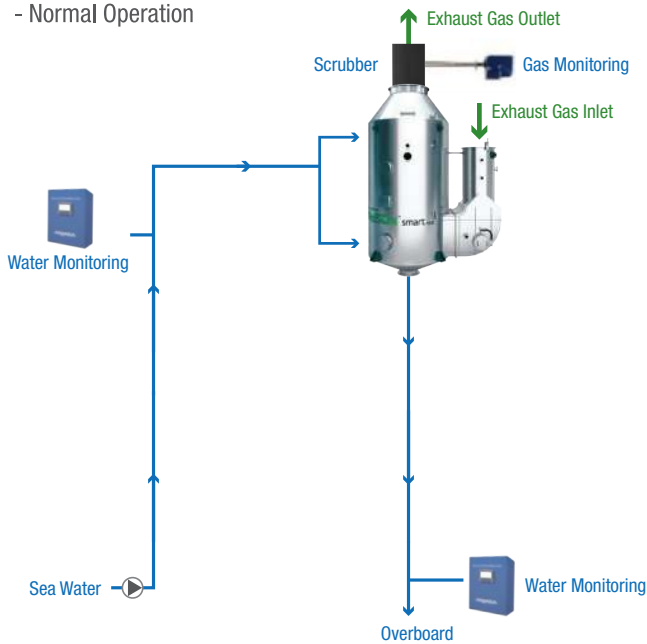 - Normal Operation
Exhaust Gas Outlet
Scrubber
Gas Monitoring
Exhaust Gas Inlet
smart
Water Monitoring
Sea Water
Water Monitoring
Overboard